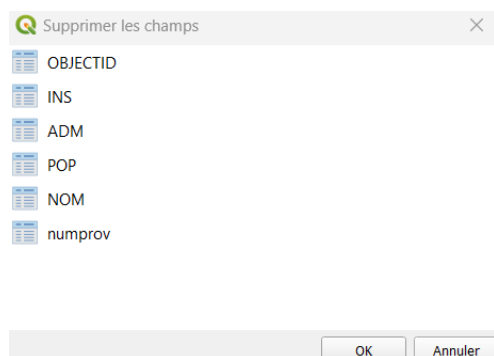 Supprimer les champs
OBJECTID
INS
ADM
POP
NOM
numprov
OK Annuler